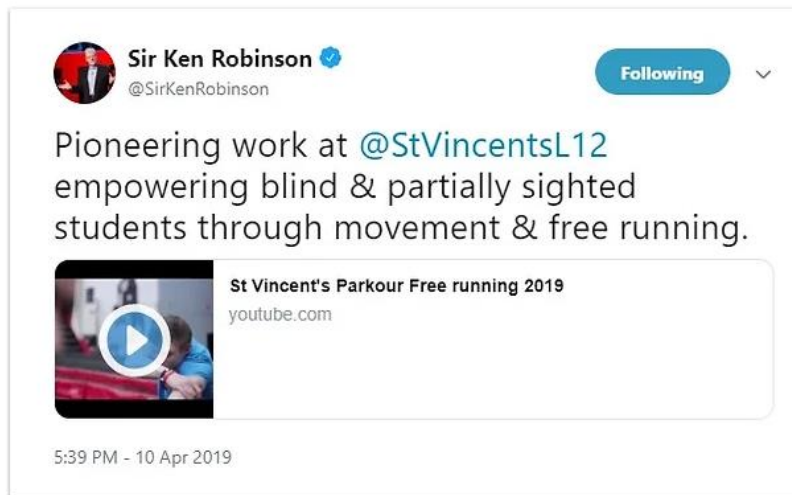 Sir Ken Robinson
@SirKenRobinson
Following
Pioneering work at @StVincentsL12
empowering blind & partially sighted
students through movement & free running.
St Vincent's Parkour Free running 2019
youtube.com
5:39 PM - 10 Apr 2019